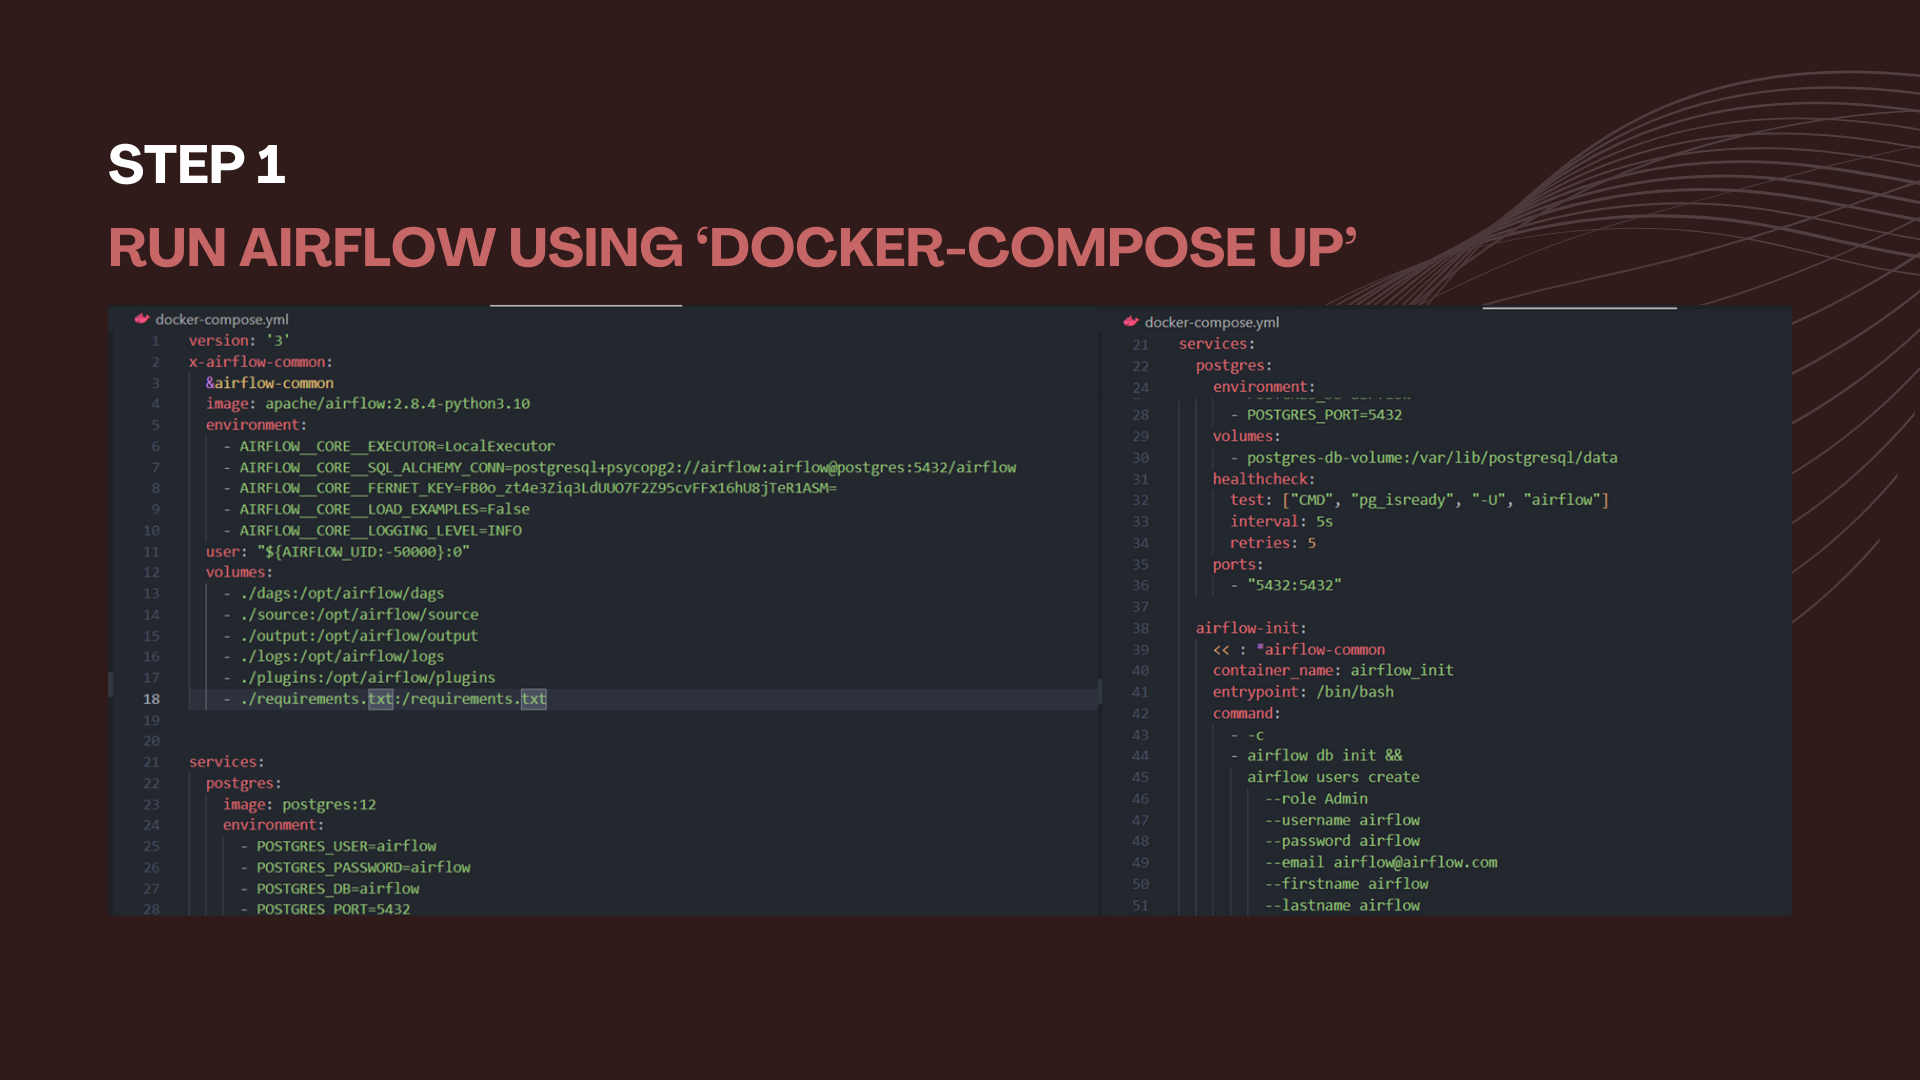 STEP 1
RUN AIRFLOW USING ‘DOCKER-COMPOSE UP’
docker-compose.yml
1 version: '3'
2 x-airflow-common:
3 &airflow-common
4 image: apache/airflow:2.8.4-python3.10
5 environment:
6 - AIRFLOW__CORE__EXECUTOR=LocalExecutor
7 - AIRFLOW__CORE__SQL_ALCHEMY_CONN=postgresql+psycopg2://airflow:airflow@postgres:5432/airflow
8 - AIRFLOW__CORE__FERNET_KEY=FB0o_zt4e3Ziq3LdUUO7F2Z95cvFFx16hU8jTeR1ASM=
9 - AIRFLOW__CORE__LOAD_EXAMPLES=False
10 - AIRFLOW__CORE__LOGGING_LEVEL=INFO
11 user: "${AIRFLOW_UID:-50000}:0"
12 volumes:
13 - ./dags:/opt/airflow/dags
14 - ./source:/opt/airflow/source
15 - ./output:/opt/airflow/output
16 - ./logs:/opt/airflow/logs
17 - ./plugins:/opt/airflow/plugins
18 - ./requirements.txt:/requirements.txt
19
20
21 services:
22 postgres:
23 image: postgres:12
24 environment:
25 - POSTGRES_USER=airflow
26 - POSTGRES_PASSWORD=airflow
27 - POSTGRES_DB=airflow
28 - POSTGRES_PORT=5432
docker-compose.yml
21 services:
22 postgres:
24 environment:
28 - POSTGRES_PORT=5432
29 volumes:
30 - postgres-db-volume:/var/lib/postgresql/data
31 healthcheck:
32 test: ["CMD", "pg_isready", "-U", "airflow"]
33 interval: 5s
34 retries: 5
35 ports:
36 - "5432:5432"
37
38 airflow-init:
39 << : *airflow-common
40 container_name: airflow_init
41 entrypoint: /bin/bash
42 command:
43 - -c
44 - airflow db init &&
45 airflow users create
46 --role Admin
47 --username airflow
48 --password airflow
49 --email airflow@airflow.com
50 --firstname airflow
51 --lastname airflow